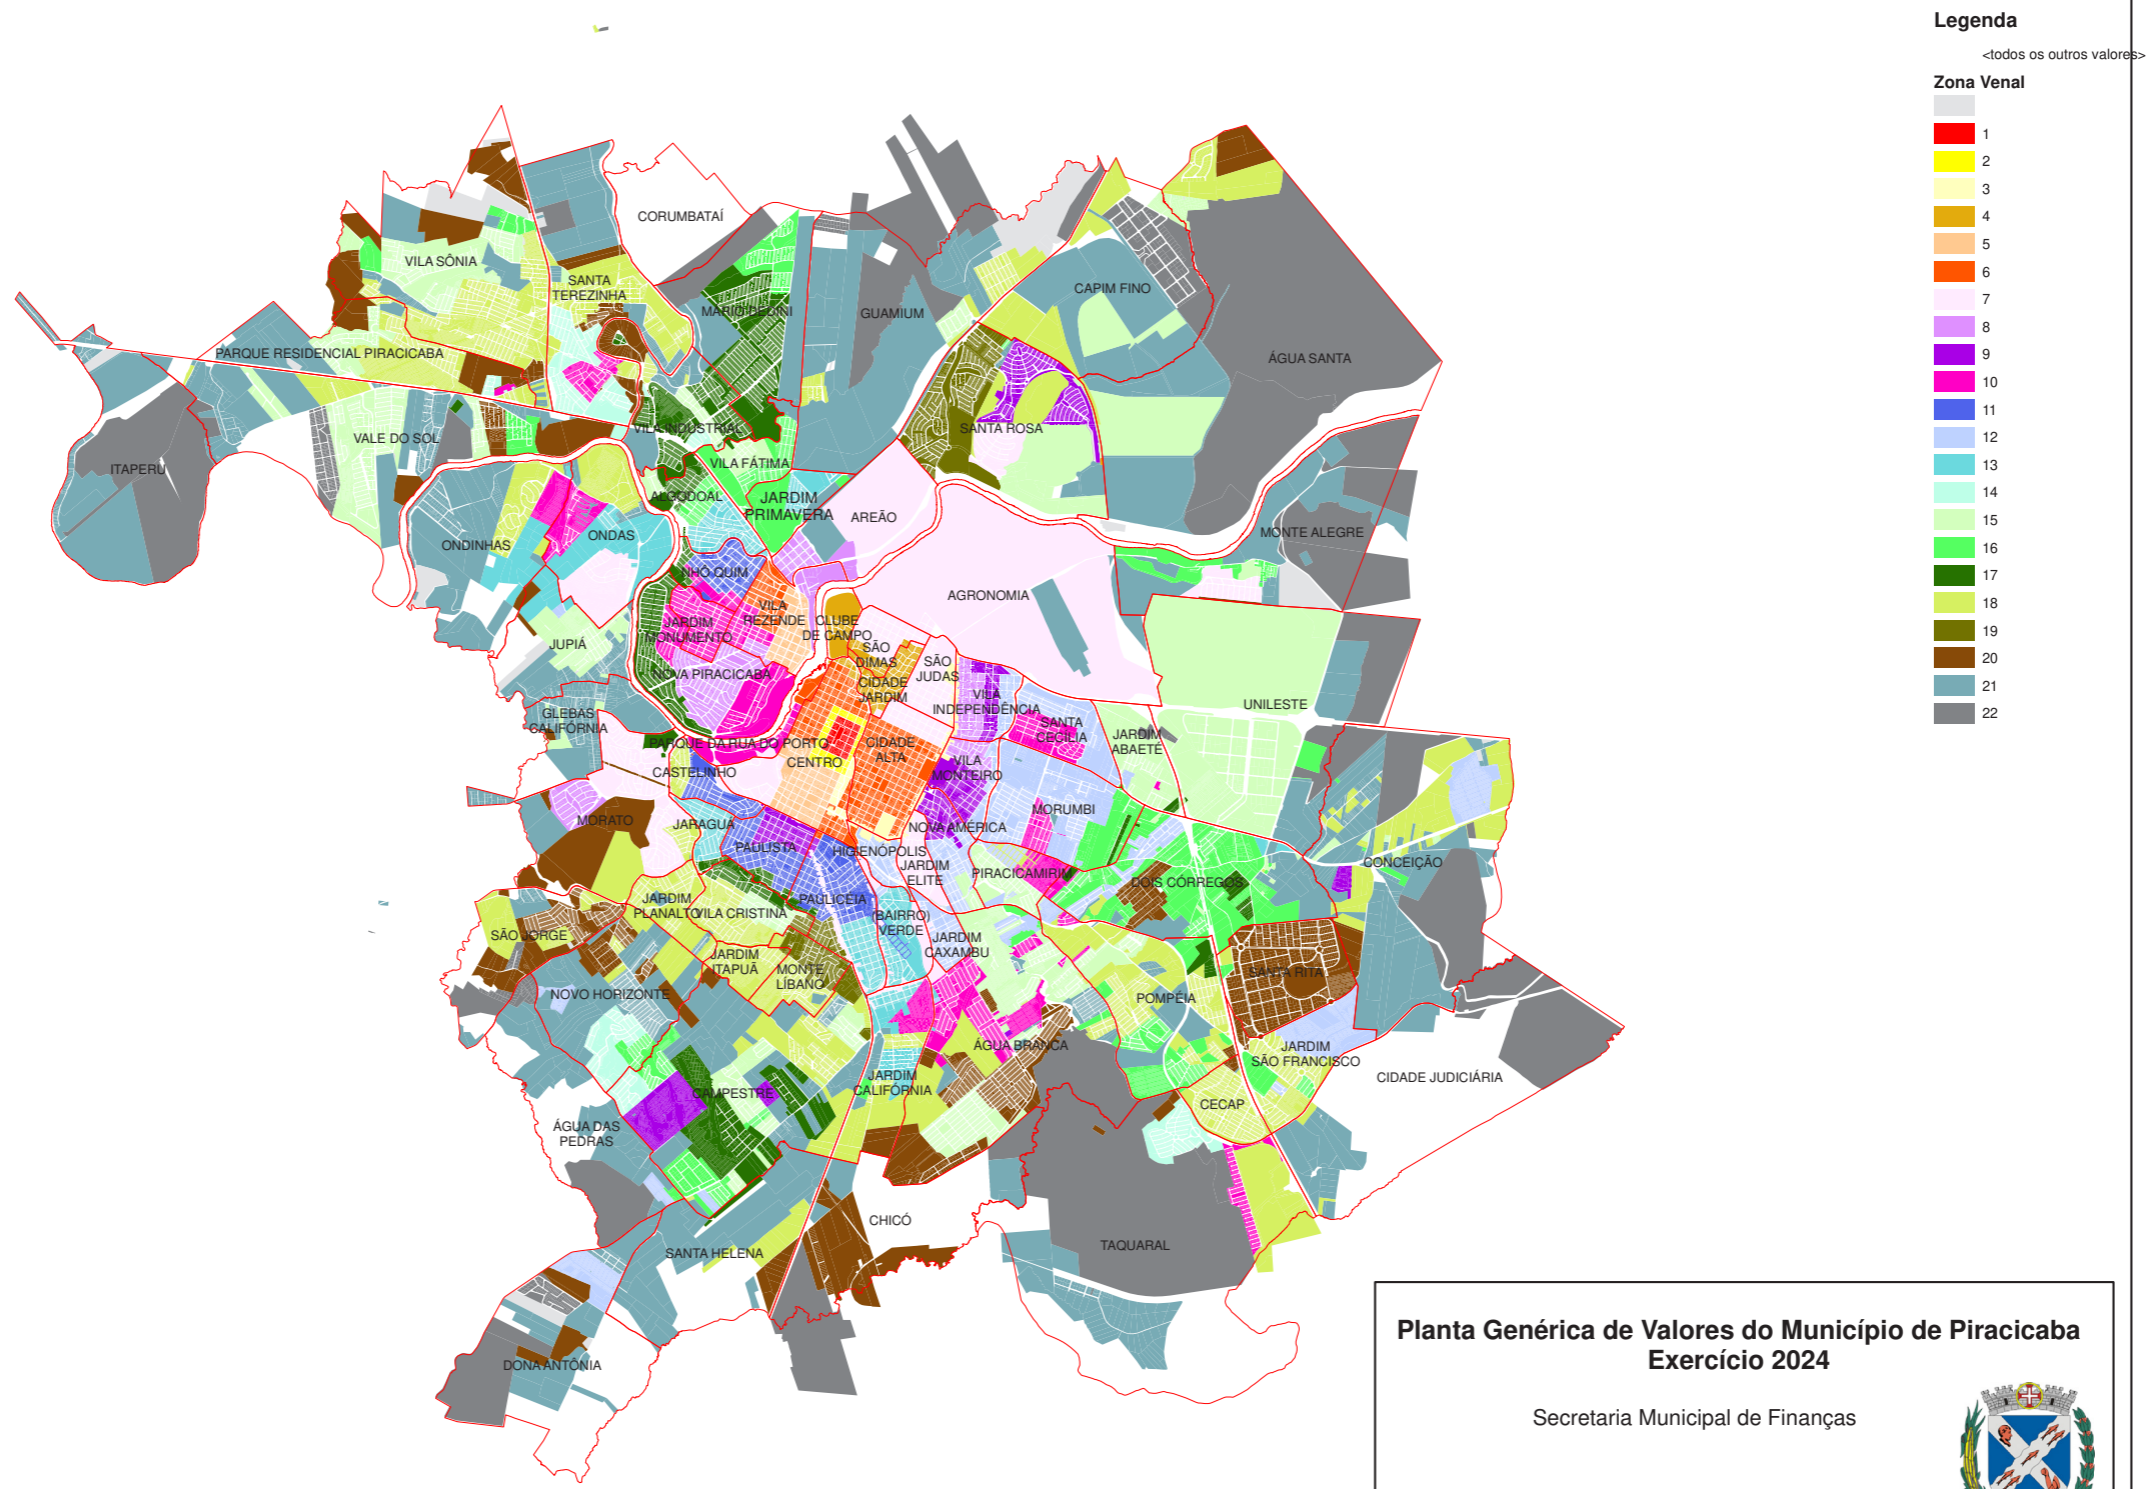 Legenda
<todos os outros valores>
Zona Venal
1
2
3
4
5
6
7
8
9
10
11
12
13
14
15
16
17
18
19
20
21
22
CORUMBATAÍ
VILA SÔNIA
SANTA
TEREZINHA
MÁRIO DEDINI
GUAMIUM
CAPIM FINO
ÁGUA SANTA
PARQUE RESIDENCIAL PIRACICABA
VALE DO SOL
VILA INDUSTRIAL
SANTA ROSA
ITAPERÚ
VILA FÁTIMA
ALGODOAL
JARDIM
PRIMAVERA
AREÃO
ONDINHAS
ONDAS
MONTE ALEGRE
NHÔ QUIM
AGRONOMIA
VILA
REZENDE
CLUBE
DE CAMPO
JARDIM
MONUMENTO
JUPIÁ
SÃO
DIMAS
SÃO
JUDAS
NOVA PIRACICABA
CIDADE
JARDIM
VILA
INDEPENDÊNCIA
UNILESTE
GLEBAS
CALIFÓRNIA
SANTA
CECÍLIA
JARDIM
ABAETÉ
PARQUE DA RUA DO PORTO
CIDADE
ALTA
CENTRO
CASTELINHO
VILA
MONTEIRO
MORUMBI
MORATO
JARAGUÁ
NOVA AMÉRICA
PAULISTA
HIGIENÓPOLIS
JARDIM
ELITE
PIRACICAMIRIM
CONCEIÇÃO
DOIS CÓRREGOS
PAULICÉIA
JARDIM
PLANALTO
VILA CRISTINA
(BAIRRO)
VERDE
SÃO JORGE
JARDIM
CAXAMBU
JARDIM
ITAPUÃ
MONTE
LÍBANO
SANTA RITA
NOVO HORIZONTE
POMPÉIA
ÁGUA BRANCA
JARDIM
SÃO FRANCISCO
CIDADE JUDICIÁRIA
JARDIM
CALIFÓRNIA
CAMPESTRE
CECAP
ÁGUA DAS
PEDRAS
CHICÓ
TAQUARAL
SANTA HELENA
DONA ANTÔNIA
Planta Genérica de Valores do Município de Piracicaba
Exercício 2024
Secretaria Municipal de Finanças